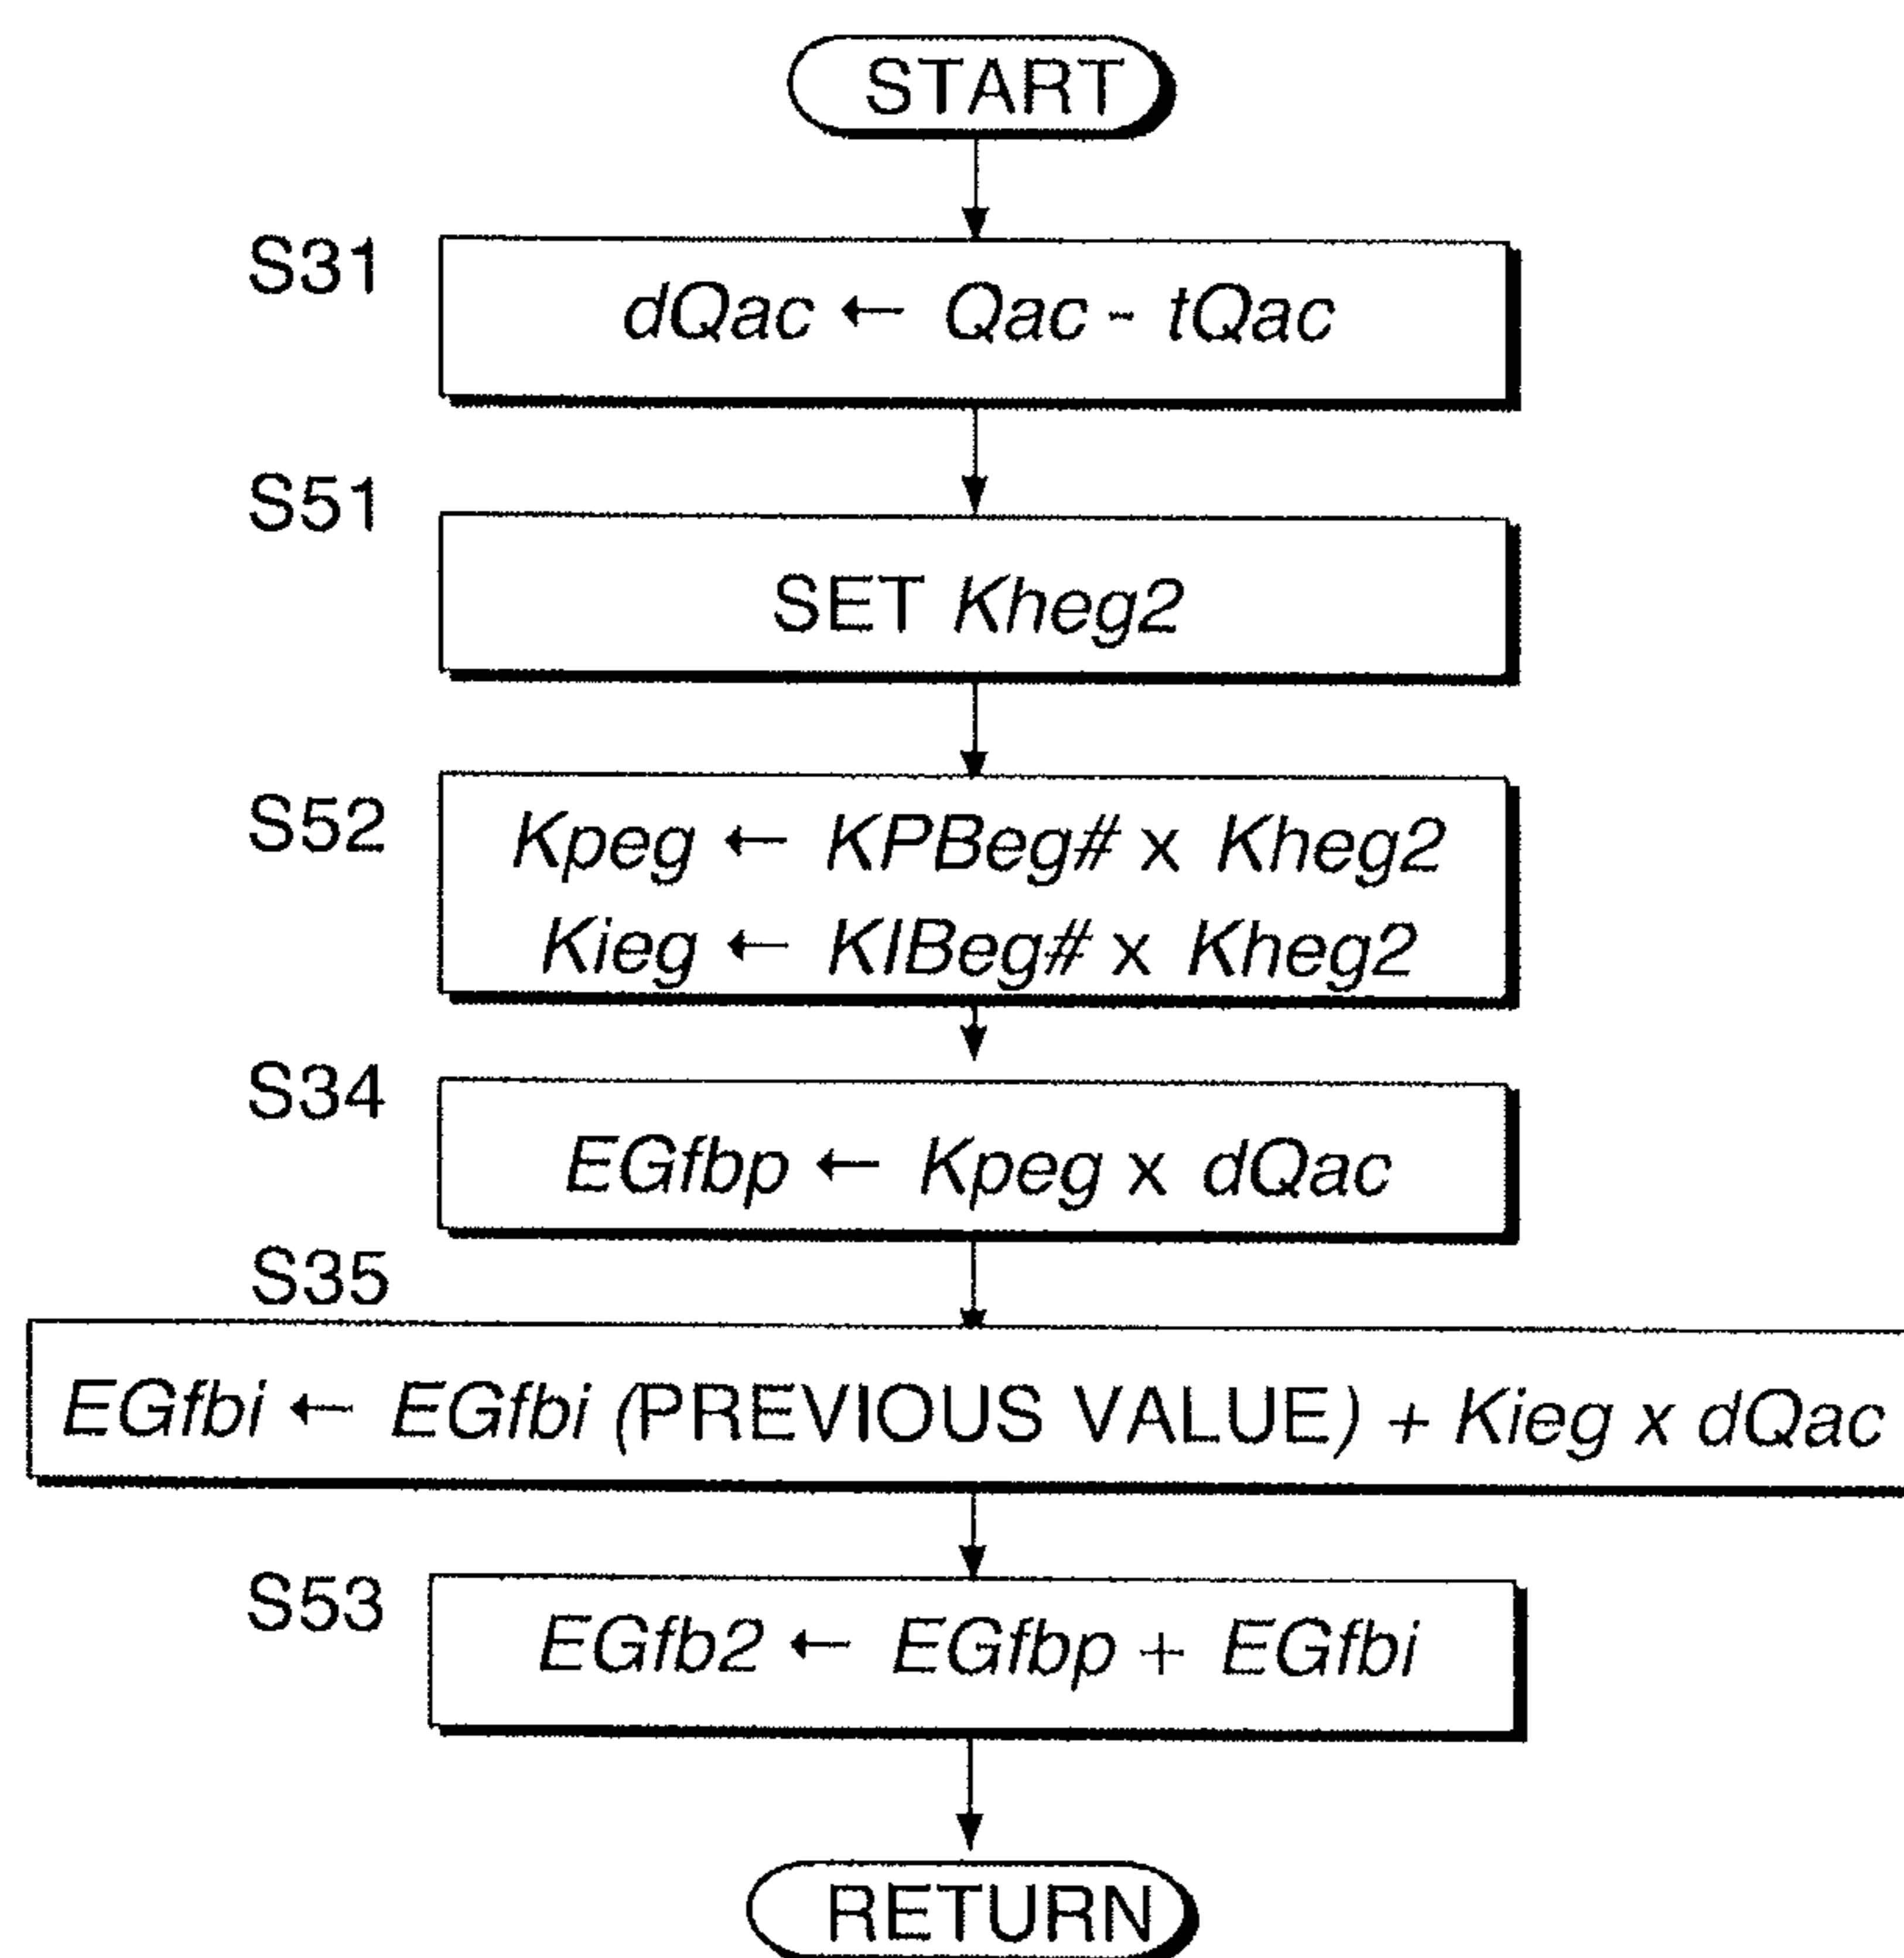 START
S31
dQac ← Qac - tQac
S51
SET Kheg2
S52
Kpeg ← KPBeg# x Kheg2
Kieg ← KIBeg# x Kheg2
S34
EGfbp ← Kpeg x dQac
S35
EGfbi ← EGfbi (PREVIOUS VALUE) + Kieg x dQac
S53
EGfb2 ← EGfbp + EGfbi
RETURN